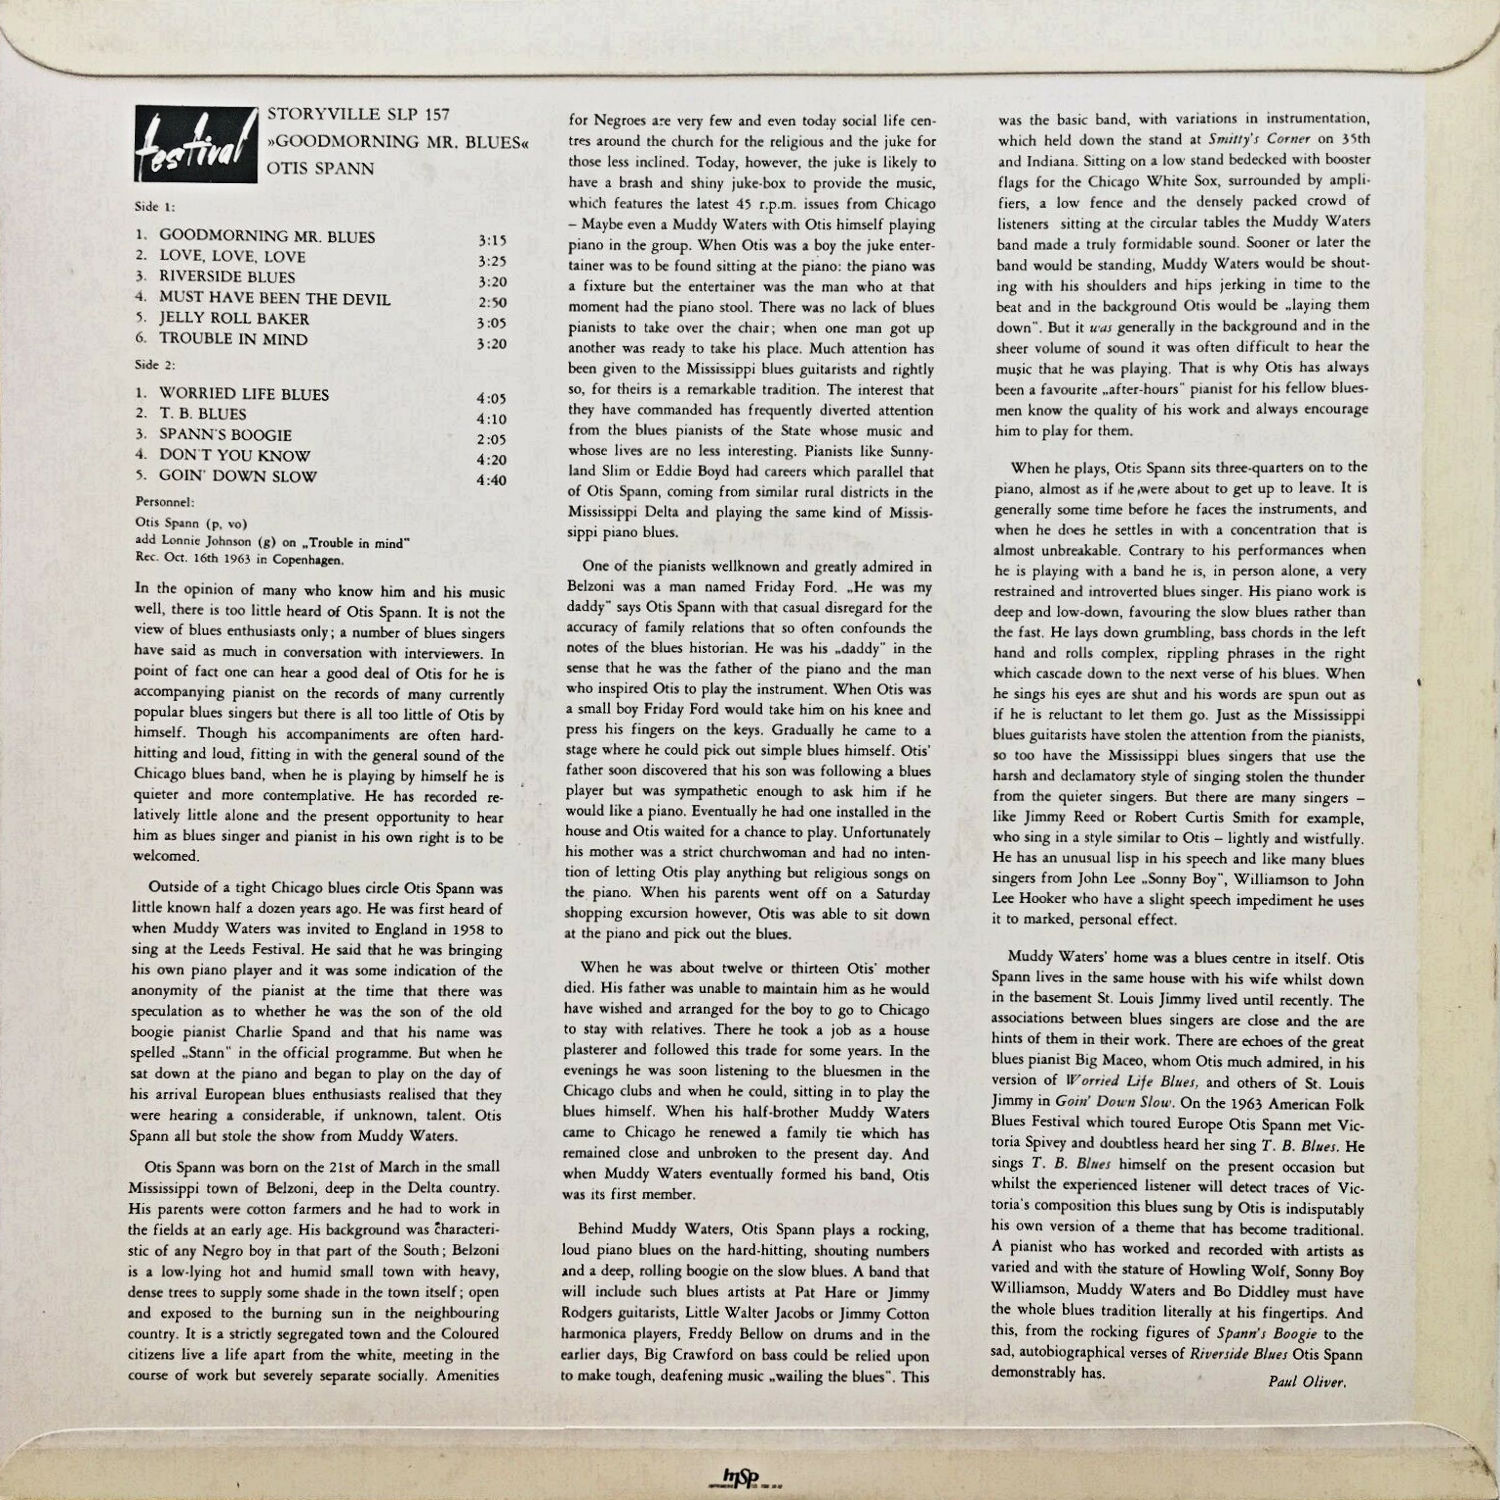 festival
STORYVILLE SLP 157
»GOODMORNING MR. BLUES«
OTIS SPANN
Side 1:
1. GOODMORNING MR. BLUES 3:15
2. LOVE, LOVE, LOVE 3:25
3. RIVERSIDE BLUES 3:20
4. MUST HAVE BEEN THE DEVIL 2:50
5. JELLY ROLL BAKER 3:05
6. TROUBLE IN MIND 3:20
Side 2:
1. WORRIED LIFE BLUES 4:05
2. T. B. BLUES 4:10
3. SPANN'S BOOGIE 2:05
4. DON'T YOU KNOW 4:20
5. GOIN' DOWN SLOW 4:40
Personnel:
Otis Spann (p, vo)
add Lonnie Johnson (g) on „Trouble in mind"
Rec. Oct. 16th 1963 in Copenhagen.
In the opinion of many who know him and his music
well, there is too little heard of Otis Spann. It is not the
view of blues enthusiasts only; a number of blues singers
have said as much in conversation with interviewers. In
point of fact one can hear a good deal of Otis for he is
accompanying pianist on the records of many currently
popular blues singers but there is all too little of Otis by
himself. Though his accompaniments are often hard-
hitting and loud, fitting in with the general sound of the
Chicago blues band, when he is playing by himself he is
quieter and more contemplative. He has recorded re-
latively little alone and the present opportunity to hear
him as blues singer and pianist in his own right is to be
welcomed.
Outside of a tight Chicago blues circle Otis Spann was
little known half a dozen years ago. He was first heard of
when Muddy Waters was invited to England in 1958 to
sing at the Leeds Festival. He said that he was bringing
his own piano player and it was some indication of the
anonymity of the pianist at the time that there was
speculation as to whether he was the son of the old
boogie pianist Charlie Spand and that his name was
spelled „Stann" in the official programme. But when he
sat down at the piano and began to play on the day of
his arrival European blues enthusiasts realised that they
were hearing a considerable, if unknown, talent. Otis
Spann all but stole the show from Muddy Waters.
Otis Spann was born on the 21st of March in the small
Mississippi town of Belzoni, deep in the Delta country.
His parents were cotton farmers and he had to work in
the fields at an early age. His background was characteri-
stic of any Negro boy in that part of the South; Belzoni
is a low-lying hot and humid small town with heavy,
dense trees to supply some shade in the town itself; open
and exposed to the burning sun in the neighbouring
country. It is a strictly segregated town and the Coloured
citizens live a life apart from the white, meeting in the
course of work but severely separate socially. Amenities
for Negroes are very few and even today social life cen-
tres around the church for the religious and the juke for
those less inclined. Today, however, the juke is likely to
have a brash and shiny juke-box to provide the music,
which features the latest 45 r.p.m. issues from Chicago
– Maybe even a Muddy Waters with Otis himself playing
piano in the group. When Otis was a boy the juke enter-
tainer was to be found sitting at the piano: the piano was
a fixture but the entertainer was the man who at that
moment had the piano stool. There was no lack of blues
pianists to take over the chair; when one man got up
another was ready to take his place. Much attention has
been given to the Mississippi blues guitarists and rightly
so, for theirs is a remarkable tradition. The interest that
they have commanded has frequently diverted attention
from the blues pianists of the State whose music and
whose lives are no less interesting. Pianists like Sunny-
land Slim or Eddie Boyd had careers which parallel that
of Otis Spann, coming from similar rural districts in the
Mississippi Delta and playing the same kind of Missis-
sippi piano blues.
One of the pianists wellknown and greatly admired in
Belzoni was a man named Friday Ford. „He was my
daddy" says Otis Spann with that casual disregard for the
accuracy of family relations that so often confounds the
notes of the blues historian. He was his „daddy" in the
sense that he was the father of the piano and the man
who inspired Otis to play the instrument. When Otis was
a small boy Friday Ford would take him on his knee and
press his fingers on the keys. Gradually he came to a
stage where he could pick out simple blues himself. Otis'
father soon discovered that his son was following a blues
player but was sympathetic enough to ask him if he
would like a piano. Eventually he had one installed in the
house and Otis waited for a chance to play. Unfortunately
his mother was a strict churchwoman and had no inten-
tion of letting Otis play anything but religious songs on
the piano. When his parents went off on a Saturday
shopping excursion however, Otis was able to sit down
at the piano and pick out the blues.
When he was about twelve or thirteen Otis' mother
died. His father was unable to maintain him as he would
have wished and arranged for the boy to go to Chicago
to stay with relatives. There he took a job as a house
plasterer and followed this trade for some years. In the
evenings he was soon listening to the bluesmen in the
Chicago clubs and when he could, sitting in to play the
blues himself. When his half-brother Muddy Waters
came to Chicago he renewed a family tie which has
remained close and unbroken to the present day. And
when Muddy Waters eventually formed his band, Otis
was its first member.
Behind Muddy Waters, Otis Spann plays a rocking,
loud piano blues on the hard-hitting, shouting numbers
and a deep, rolling boogie on the slow blues. A band that
will include such blues artists at Pat Hare or Jimmy
Rodgers guitarists, Little Walter Jacobs or Jimmy Cotton
harmonica players, Freddy Bellow on drums and in the
earlier days, Big Crawford on bass could be relied upon
to make tough, deafening music „wailing the blues". This
was the basic band, with variations in instrumentation,
which held down the stand at Smitty's Corner on 35th
and Indiana. Sitting on a low stand bedecked with booster
flags for the Chicago White Sox, surrounded by ampli-
fiers, a low fence and the densely packed crowd of
listeners sitting at the circular tables the Muddy Waters
band made a truly formidable sound. Sooner or later the
band would be standing, Muddy Waters would be shout-
ing with his shoulders and hips jerking in time to the
beat and in the background Otis would be „laying them
down". But it was generally in the background and in the
sheer volume of sound it was often difficult to hear the
music that he was playing. That is why Otis has always
been a favourite „after-hours" pianist for his fellow blues-
men know the quality of his work and always encourage
him to play for them.
When he plays, Otis Spann sits three-quarters on to the
piano, almost as if he were about to get up to leave. It is
generally some time before he faces the instruments, and
when he does he settles in with a concentration that is
almost unbreakable. Contrary to his performances when
he is playing with a band he is, in person alone, a very
restrained and introverted blues singer. His piano work is
deep and low-down, favouring the slow blues rather than
the fast. He lays down grumbling, bass chords in the left
hand and rolls complex, rippling phrases in the right
which cascade down to the next verse of his blues. When
he sings his eyes are shut and his words are spun out as
if he is reluctant to let them go. Just as the Mississippi
blues guitarists have stolen the attention from the pianists,
so too have the Mississippi blues singers that use the
harsh and declamatory style of singing stolen the thunder
from the quieter singers. But there are many singers –
like Jimmy Reed or Robert Curtis Smith for example,
who sing in a style similar to Otis – lightly and wistfully.
He has an unusual lisp in his speech and like many blues
singers from John Lee „Sonny Boy", Williamson to John
Lee Hooker who have a slight speech impediment he uses
it to marked, personal effect.
Muddy Waters' home was a blues centre in itself. Otis
Spann lives in the same house with his wife whilst down
in the basement St. Louis Jimmy lived until recently. The
associations between blues singers are close and the are
hints of them in their work. There are echoes of the great
blues pianist Big Maceo, whom Otis much admired, in his
version of Worried Life Blues, and others of St. Louis
Jimmy in Goin' Down Slow. On the 1963 American Folk
Blues Festival which toured Europe Otis Spann met Vic-
toria Spivey and doubtless heard her sing T. B. Blues. He
sings T. B. Blues himself on the present occasion but
whilst the experienced listener will detect traces of Vic-
toria's composition this blues sung by Otis is indisputably
his own version of a theme that has become traditional.
A pianist who has worked and recorded with artists as
varied and with the stature of Howling Wolf, Sonny Boy
Williamson, Muddy Waters and Bo Diddley must have
the whole blues tradition literally at his fingertips. And
this, from the rocking figures of Spann's Boogie to the
sad, autobiographical verses of Riverside Blues Otis Spann
demonstrably has.
Paul Oliver.